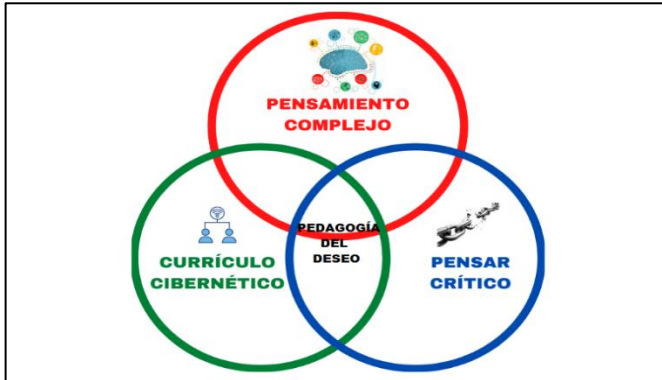 PENSAMIENTO
COMPLEJO
PEDAGOGÍA
DEL
DESEO
CURRÍCULO
CIBERNÉTICO
PENSAR
CRÍTICO